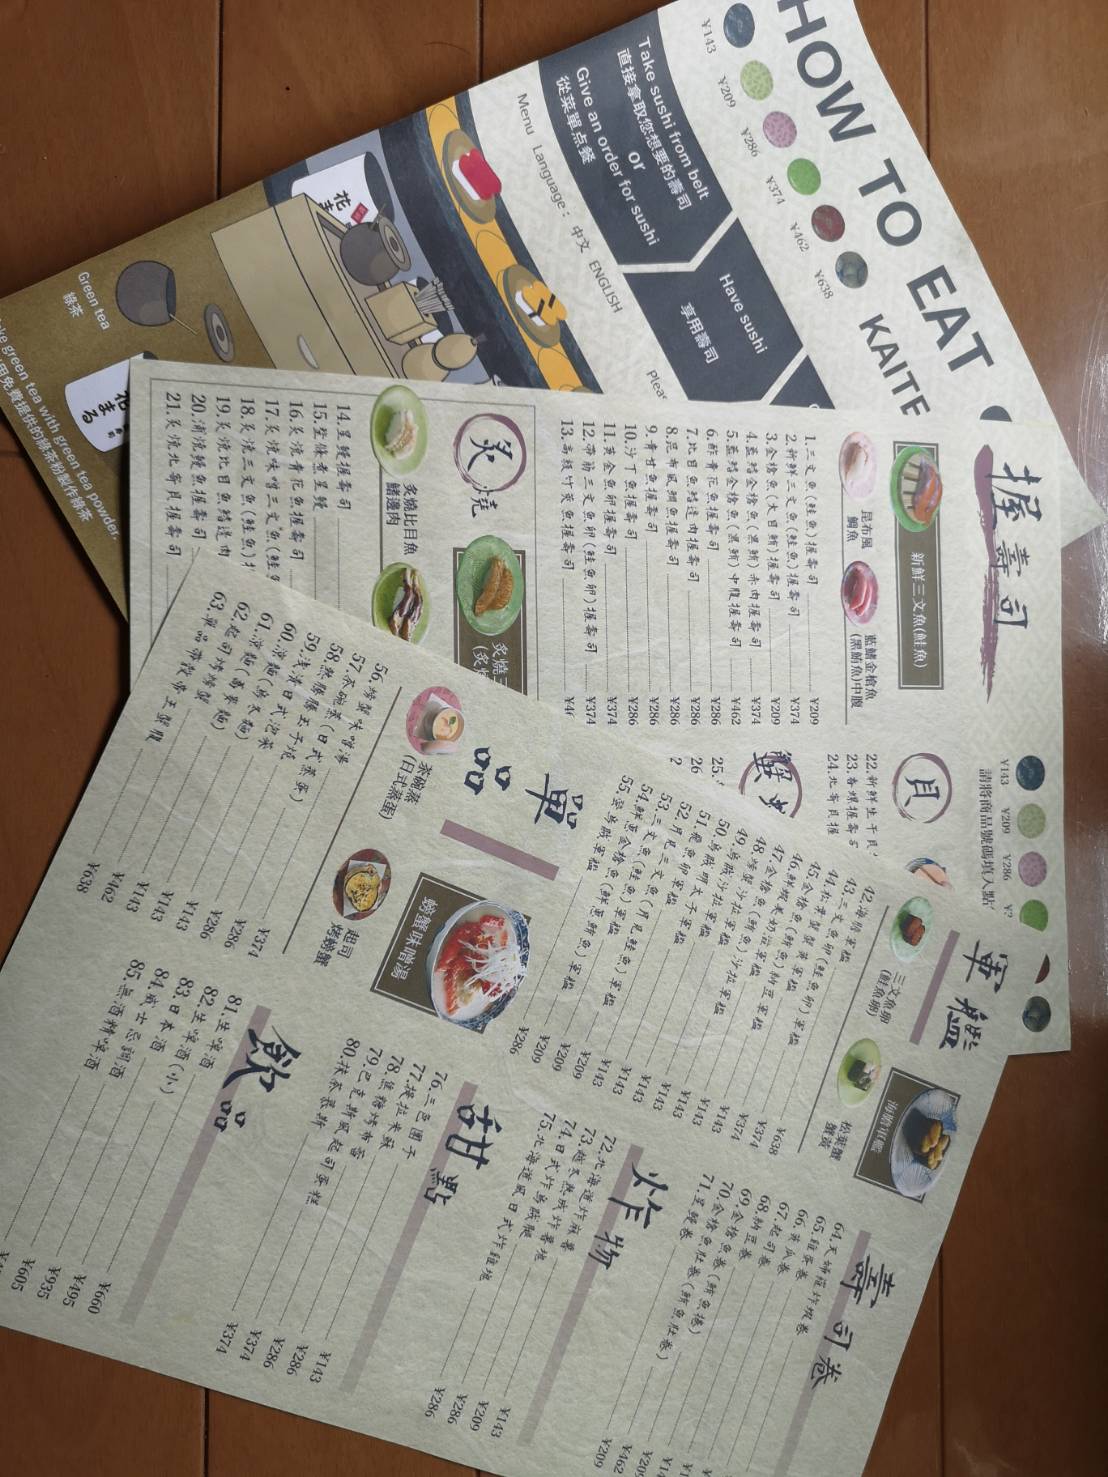 HOW TO EAT
KAITE
¥143
¥209
¥286
¥374
¥462
¥638
Take sushi from belt
直接拿取您想要的壽司
or
Give an order for sushi
從菜單点餐
Have sushi
享用壽司
Menu Language: 中文 ENGLISH
Green tea
綠茶
花まる
green tea with green tea powder.
用免費提供的綠茶粉製作綠茶
握壽司
¥143
¥209
¥286
請將商品號碼填入點
新鮮三文魚(鮭魚)
昆布風
鯛魚
藍鰭金槍魚
(黑鮪魚)中腹
1.三文魚(鮭魚)握壽司 ¥209
2.新鮮三文魚(鮭魚)握壽司 ¥374
3.金槍魚(大目鮪)握壽司 ¥209
4.藍鰭金槍魚(黑鮪)赤肉握壽司 ¥374
5.藍鰭金槍魚(黑鮪)中腹握壽司 ¥462
6.酢青花魚握壽司 ¥286
7.比目魚鰭邊肉握壽司 ¥286
8.昆布風鯛魚握壽司 ¥286
9.青甘魚握壽司 ¥286
10.沙丁魚握壽司 ¥286
11.黃金魚卵握壽司 ¥374
12.帶筋三文魚卵(鮭魚卵)握壽司 ¥374
13.高級竹莢魚握壽司
炙燒
炙燒比目魚
鰭邊肉
14.星鰻握壽司
15.整條煮星鰻
16.炙燒青花魚握壽司
17.炙燒味噌三文魚(鮭
18.炙燒三文魚(鮭魚)
19.炙燒比目魚鰭邊肉
20.浦燒鰻魚握壽司
21.炙燒北寄貝握壽司
貝
22.新鮮生干貝
23.香螺握壽司
24.北寄貝握
蟹
25.
26
軍艦
三文魚卵
(鮭魚卵)
海膽軍艦
松葉蟹
蟹黃
42.海膽軍艦 ¥638
43.三文魚卵(鮭魚卵)軍艦 ¥374
44.松葉蟹蟹黃軍艦 ¥374
45.金槍魚(鮪魚)納豆軍艦 ¥143
46.鮮蝦美奶滋軍艦 ¥143
47.金槍魚(鮪魚)沙拉軍艦 ¥143
48.螃蟹沙拉軍艦 ¥143
49.烏賊沙拉軍艦 ¥143
50.烏賊明太子軍艦 ¥143
51.飛魚卵軍艦 ¥143
52.月見三文魚(月見鮭魚)軍艦 ¥209
53.三文魚(鮭魚)軍艦 ¥209
54.鮮蔥金槍魚(鮮蔥鮪魚)軍艦 ¥209
55.螢烏賊軍艦 ¥286
單品
茶碗蒸
(日式蒸蛋)
螃蟹味噌湯
起司
烤螃蟹
56.螃蟹味噌湯 ¥374
57.茶碗蒸(日式蒸蛋) ¥286
58.熱騰騰玉子燒 ¥286
59.淺漬日式泡菜 ¥143
60.涼麵(烏冬麵) ¥143
61.涼麵(蕎麥麵) ¥143
62.起司烤螃蟹 ¥462
63.單品帶殼帝王蟹腹 ¥638
壽司卷
64.天婦羅炸蝦卷
65.雞蛋卷
66.黃瓜卷
67.起司卷
68.納豆卷
69.金槍魚卷(鮪魚捲)
70.金槍魚肚卷(鮪魚肚卷) ¥462
71.星鰻卷 ¥209
炸物
72.北海道炸麻薯 ¥143
73.越冬熟成炸薯塊 ¥209
74.日式炸烏賊腿 ¥286
75.北海道風日式炸雞塊 ¥286
甜點
76.三色團子 ¥143
77.提拉米蘇 ¥286
78.焦糖烤布蕾 ¥286
79.巴克斯風起司蛋糕 ¥374
80.抹茶慕斯 ¥374
飲品
81.生啤酒 ¥660
82.生啤酒(小) ¥495
83.日本酒 ¥935
84.威士忌調酒 ¥605
85.無酒精啤酒